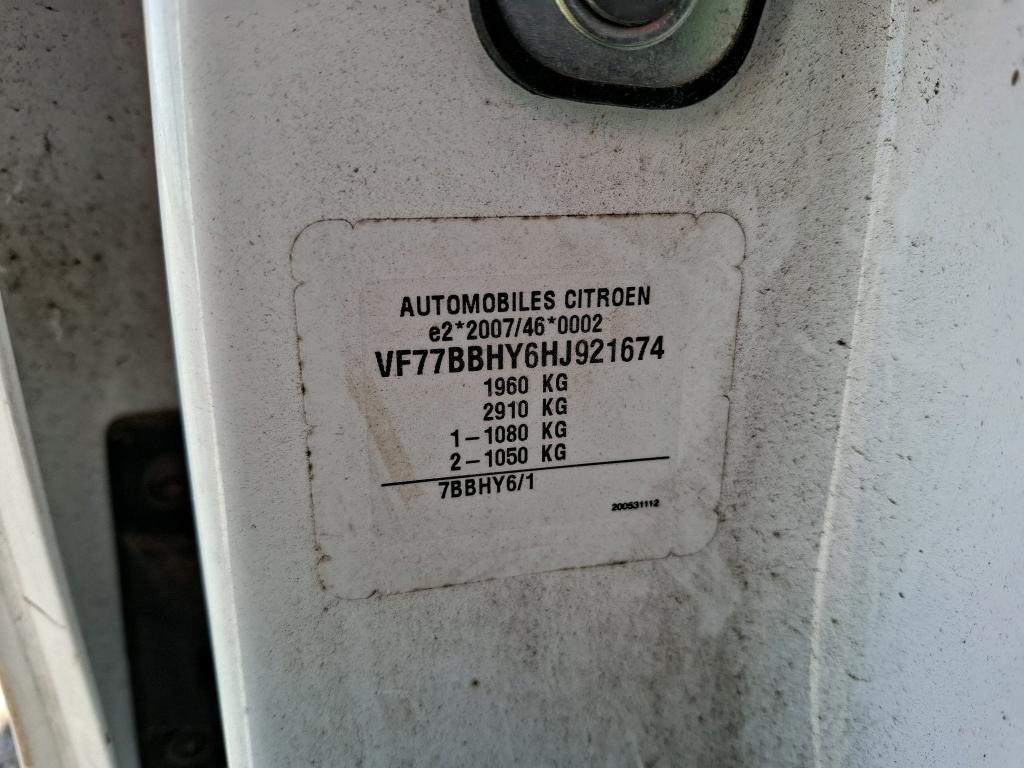 AUTOMOBILES CITROEN
e2*2007/46*0002
VF77BBHY6HJ921674
1960 KG
2910 KG
1-1080 KG
2-1050 KG
7BBHY6/1
200531112